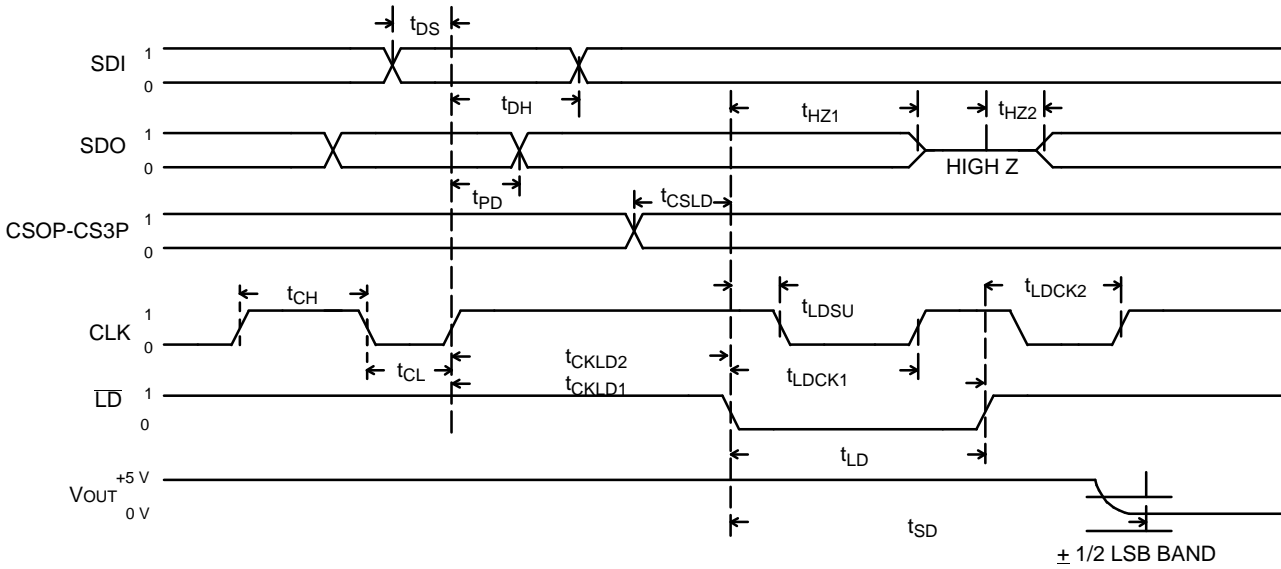 tDS
SDI 1
0
tDH
tHZ1
tHZ2
SDO 1
0
HIGH Z
tPD
tCSLD
CSOP-CS3P 1
0
tCH
tLDSU
tLDCK2
CLK 1
0
tCL
tCKLD2
tCKLD1
tLDCK1
LD 1
0
tLD
VOUT +5 V
0 V
tSD
± 1/2 LSB BAND